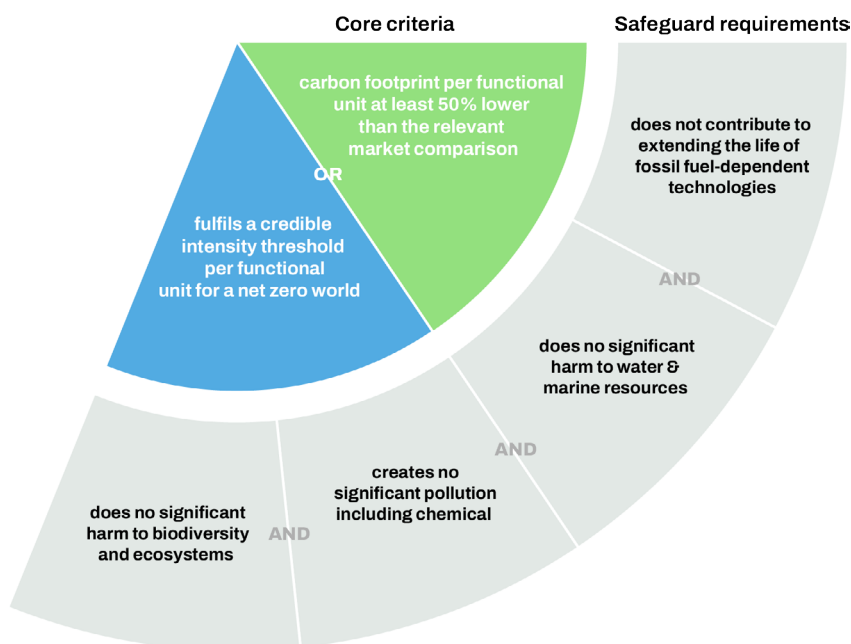 Core criteria
Safeguard requirements
carbon footprint per functional
unit at least 50% lower
than the relevant
market comparison
OR
fulfils a credible
intensity threshold
per functional
unit for a net zero world
does not contribute to
extending the life of
fossil fuel-dependent
technologies
AND
does no significant
harm to water &
marine resources
AND
creates no
significant pollution
including chemical
AND
does no significant
harm to biodiversity
and ecosystems